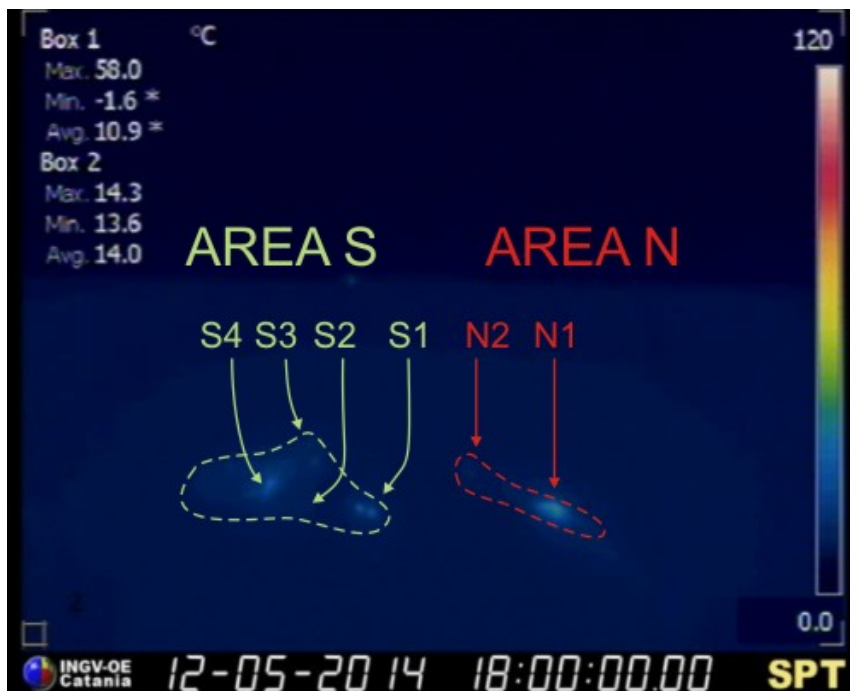 Box 1 °C 120
Max. 58.0
Min. -1.6 *
Avg. 10.9 *
Box 2
Max. 14.3
Min. 13.6
Avg. 14.0
AREA S AREA N
S4 S3 S2 S1 N2 N1
2
0.0
INGV-OE
Catania
12-05-2014 18:00:00.00 SPT